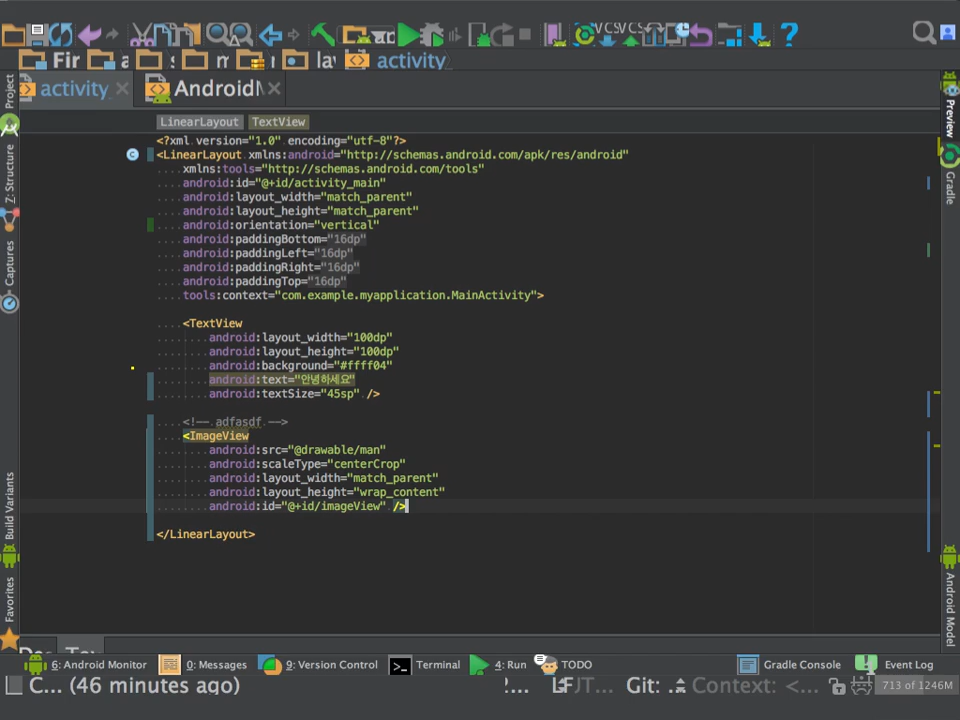 Fir
activity
activity
Project
LinearLayout
TextView
Preview
<?xml version="1.0" encoding="utf-8"?>
<LinearLayout xmlns:android="http://schemas.android.com/apk/res/android"
xmlns:tools="http://schemas.android.com/tools"
android:id="@+id/activity_main"
android:layout_width="match_parent"
android:layout_height="match_parent"
android:orientation="vertical"
android:paddingBottom="16dp"
android:paddingLeft="16dp"
android:paddingRight="16dp"
android:paddingTop="16dp"
tools:context="com.example.myapplication.MainActivity">
<TextView
android:layout_width="100dp"
android:layout_height="100dp"
android:background="#ffff04"
android:text="안녕하세요"
android:textSize="45sp" />
<!-- adfasdf -->
<ImageView
android:src="@drawable/man"
android:scaleType="centerCrop"
android:layout_width="match_parent"
android:layout_height="wrap_content"
android:id="@+id/imageView" />
</LinearLayout>
Z: Structure
Captures
Build Variants
Favorites
Gradle
Android Model
6: Android Monitor
0: Messages
9: Version Control
Terminal
4: Run
TODO
Gradle Console
Event Log
C... (46 minutes ago)
Git:
Context: <...
713 of 1246M